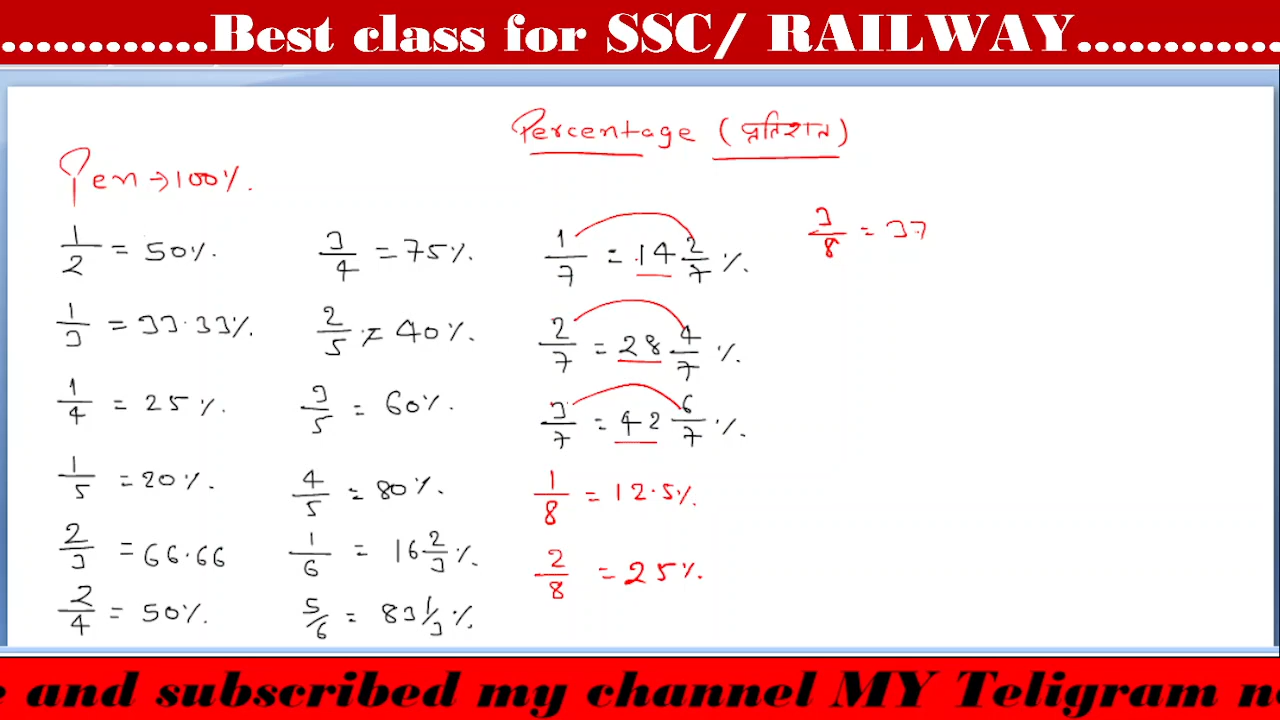 ............Best class for SSC/ RAILWAY............
Percentage (प्रतिशत)
Per cen → 100%.
1/2 = 50%.
1/3 = 33.33%.
1/4 = 25%.
1/5 = 20%.
2/3 = 66.66
2/4 = 50%.
3/4 = 75%.
2/5 = 40%.
3/5 = 60%.
4/5 = 80%.
1/6 = 16 2/3 %.
5/6 = 83 1/3 %.
1/7 = 14 2/7 %.
2/7 = 28 4/7 %.
3/7 = 42 6/7 %.
1/8 = 12.5%.
2/8 = 25%.
3/8 = 37
e and subscribed my channel MY Teligram n